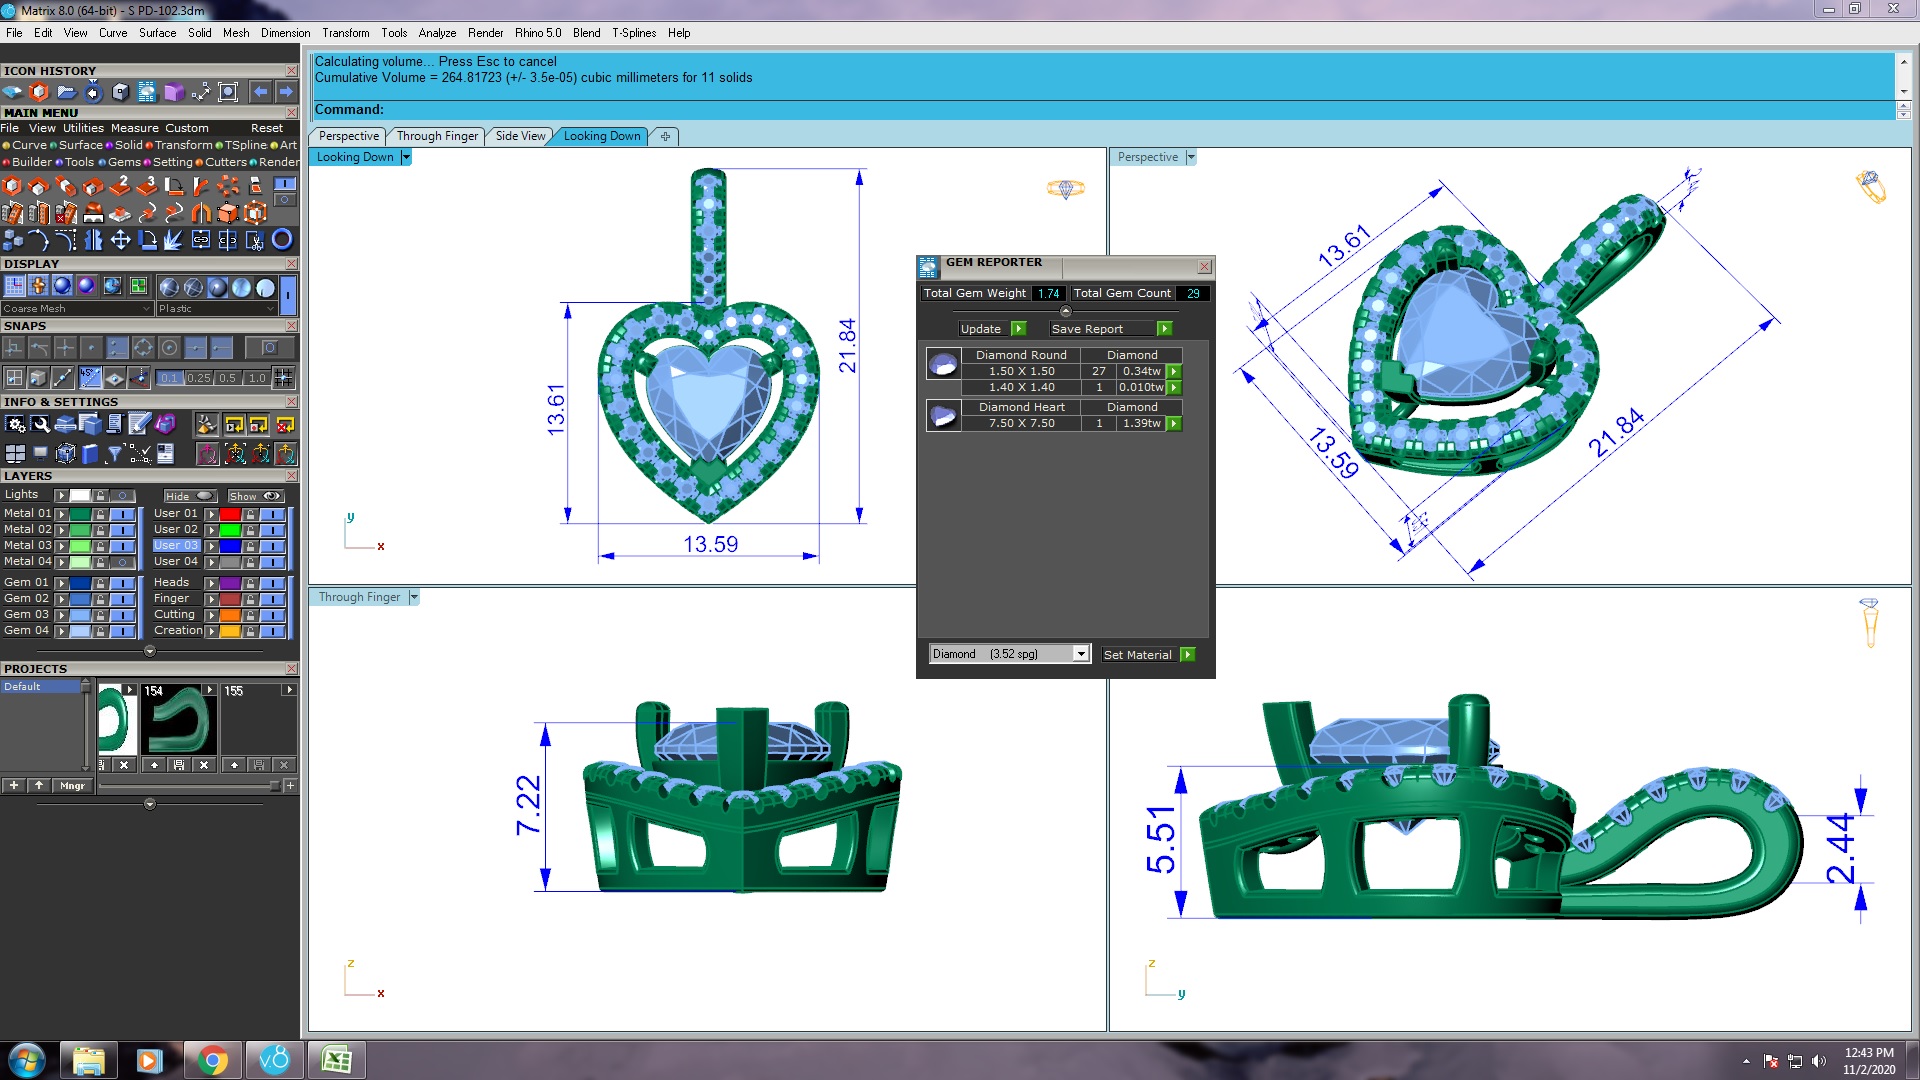 Matrix 8.0 (64-bit) - S PD-102.3dm
File Edit View Curve Surface Solid Mesh Dimension Transform Tools Analyze Render Rhino 5.0 Blend T-Splines Help
Calculating volume... Press Esc to cancel
Cumulative Volume = 264.81723 (+/- 3.5e-05) cubic millimeters for 11 solids
Command:
ICON HISTORY
MAIN MENU
File View Utilities Measure Custom Reset
Curve Surface Solid Transform TSpline Art
Builder Tools Gems Setting Cutters Render
DISPLAY
Coarse Mesh Plastic
SNAPS
45° 0.1 0.25 0.5 1.0
INFO & SETTINGS
LAYERS
Lights Hide Show
Metal 01 User 01
Metal 02 User 02
Metal 03 User 03
Metal 04 User 04
Gem 01 Heads
Gem 02 Finger
Gem 03 Cutting
Gem 04 Creation
PROJECTS
Default 154 155
Mngr
Perspective Through Finger Side View Looking Down
Looking Down
21.84
13.61
13.59
y
x
Perspective
13.61
21.84
13.59
GEM REPORTER
Total Gem Weight 1.74 Total Gem Count 29
Update Save Report
Diamond Round Diamond
1.50 X 1.50 27 0.34tw
1.40 X 1.40 1 0.010tw
Diamond Heart Diamond
7.50 X 7.50 1 1.39tw
Diamond (3.52 spg) Set Material
Through Finger
7.22
z
x
5.51
2.44
z
y
v8
12:43 PM
11/2/2020